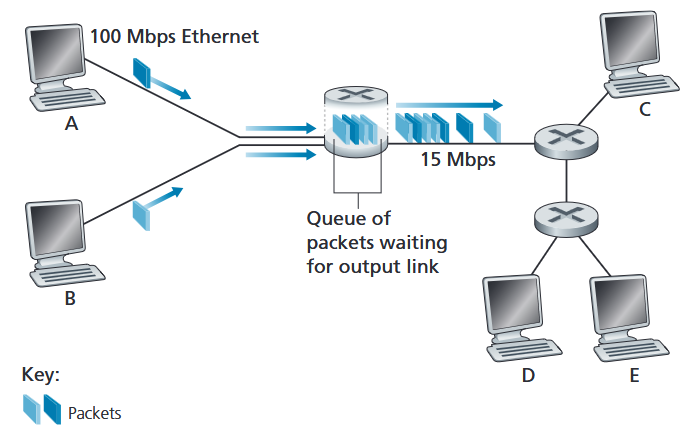 100 Mbps Ethernet
A
C
15 Mbps
Queue of
packets waiting
for output link
B
D
E
Key:
Packets